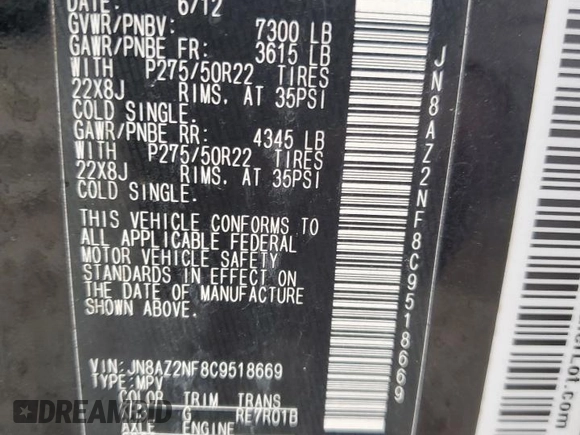 DATE: 6/12
GVWR/PNBV: 7300 LB
GAWR/PNBE FR: 3615 LB
WITH P275/50R22 TIRES
22X8J RIMS. AT 35PSI
COLD SINGLE.
GAWR/PNBE RR: 4345 LB
WITH P275/50R22 TIRES
22X8J RIMS. AT 35PSI
COLD SINGLE.
THIS VEHICLE CONFORMS TO
ALL APPLICABLE FEDERAL
MOTOR VEHICLE SAFETY
STANDARDS IN EFFECT ON
THE DATE OF MANUFACTURE
SHOWN ABOVE.
VIN:JN8AZ2NF8C9518669
TYPE:MPV
COLOR TRIM TRANS
G RE7R01B
AXLE ENGINE
JN8AZ2NF8C9518669
DREAMBID